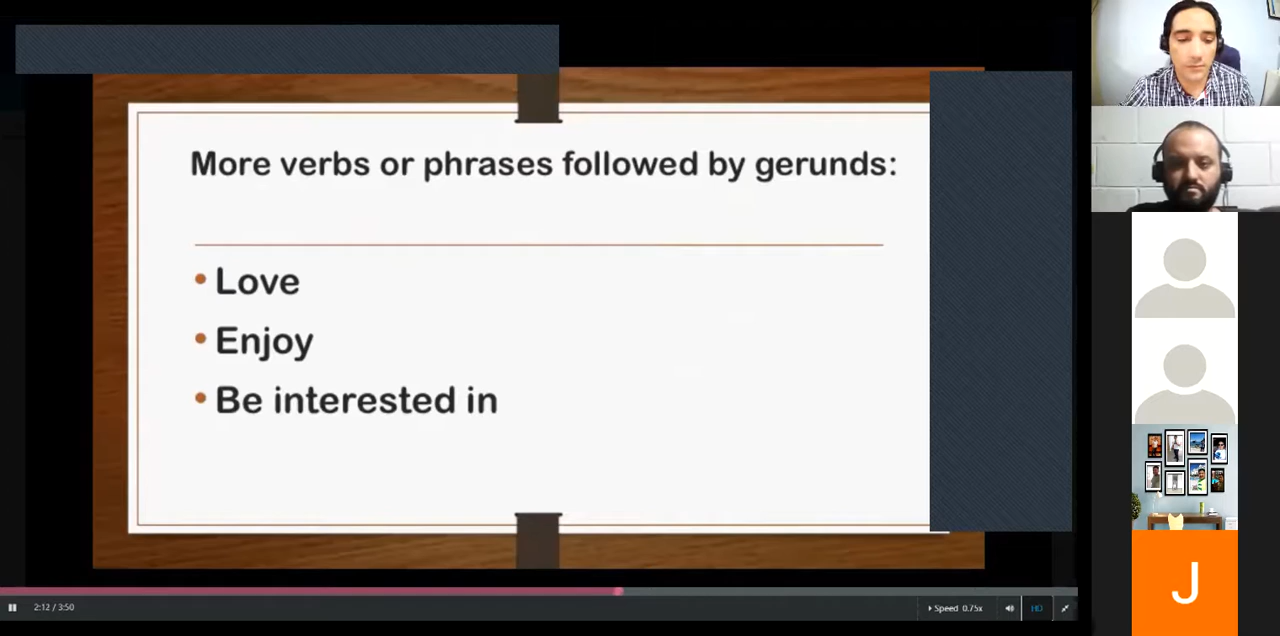 More verbs or phrases followed by gerunds:
• Love
• Enjoy
• Be interested in
2:12 / 3:50
Speed 0.75x
HD
J